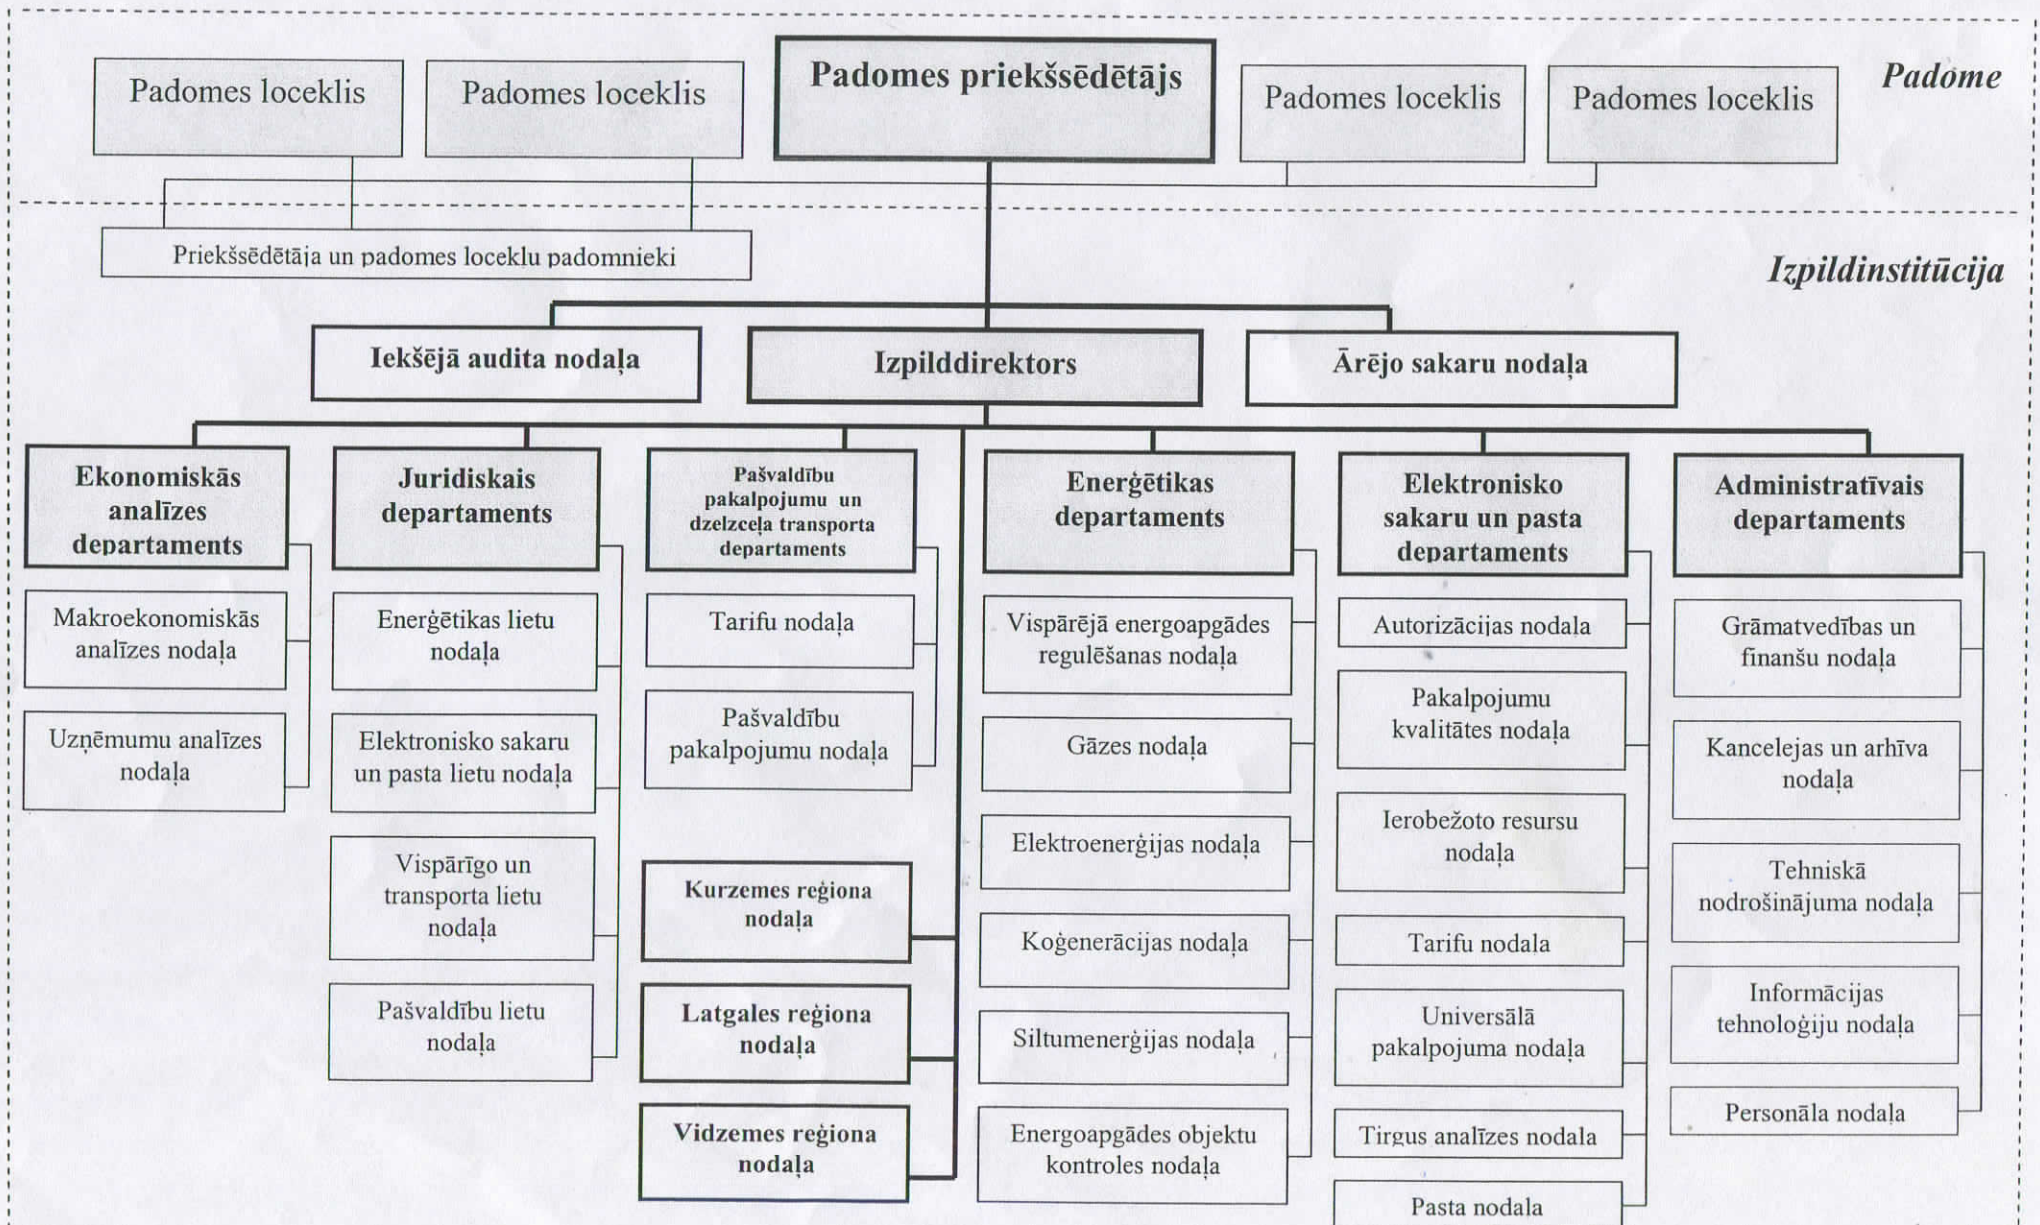 Padome
Padomes loceklis
Padomes loceklis
Padomes priekšsēdētājs
Padomes loceklis
Padomes loceklis
Priekšsēdētāja un padomes locekļu padomnieki
Izpildinstitūcija
Iekšējā audita nodaļa
Izpilddirektors
Ārējo sakaru nodaļa
Ekonomiskās
analīzes
departaments
Makroekonomiskās
analīzes nodaļa
Uzņēmumu analīzes
nodaļa
Juridiskais
departaments
Enerģētikas lietu
nodaļa
Elektronisko sakaru
un pasta lietu nodaļa
Vispārīgo un
transporta lietu
nodaļa
Pašvaldību lietu
nodaļa
Pašvaldību
pakalpojumu un
dzelzceļa transporta
departaments
Tarifu nodaļa
Pašvaldību
pakalpojumu nodaļa
Kurzemes reģiona
nodaļa
Latgales reģiona
nodaļa
Vidzemes reģiona
nodaļa
Enerģētikas
departaments
Vispārējā energoapgādes
regulēšanas nodaļa
Gāzes nodaļa
Elektroenerģijas nodaļa
Koģenerācijas nodaļa
Siltumenerģijas nodaļa
Energoapgādes objektu
kontroles nodaļa
Elektronisko
sakaru un pasta
departaments
Autorizācijas nodaļa
Pakalpojumu
kvalitātes nodaļa
Ierobežoto resursu
nodaļa
Tarifu nodaļa
Universālā
pakalpojuma nodaļa
Tirgus analīzes nodaļa
Pasta nodaļa
Administratīvais
departaments
Grāmatvedības un
finanšu nodaļa
Kancelejas un arhīva
nodaļa
Tehniskā
nodrošinājuma nodaļa
Informācijas
tehnoloģiju nodaļa
Personāla nodaļa